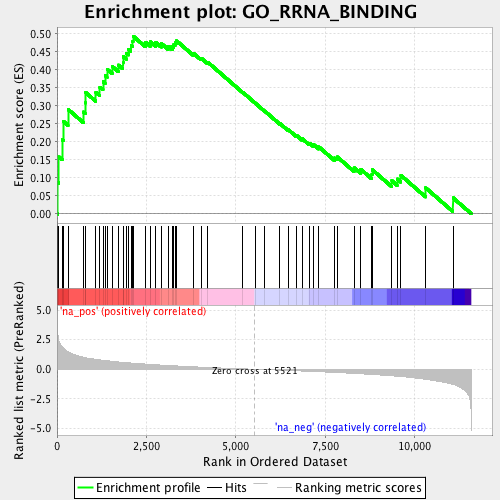 Enrichment plot: GO_RRNA_BINDING
Enrichment score (ES)
0.50
0.45
0.40
0.35
0.30
0.25
0.20
0.15
0.10
0.05
0.00
'na_pos' (positively correlated)
Ranked list metric (PreRanked)
5.0
2.5
0.0
-2.5
-5.0
Zero cross at 5521
'na_neg' (negatively correlated)
0
2,500
5,000
7,500
10,000
Rank in Ordered Dataset
Enrichment profile
Hits
Ranking metric scores